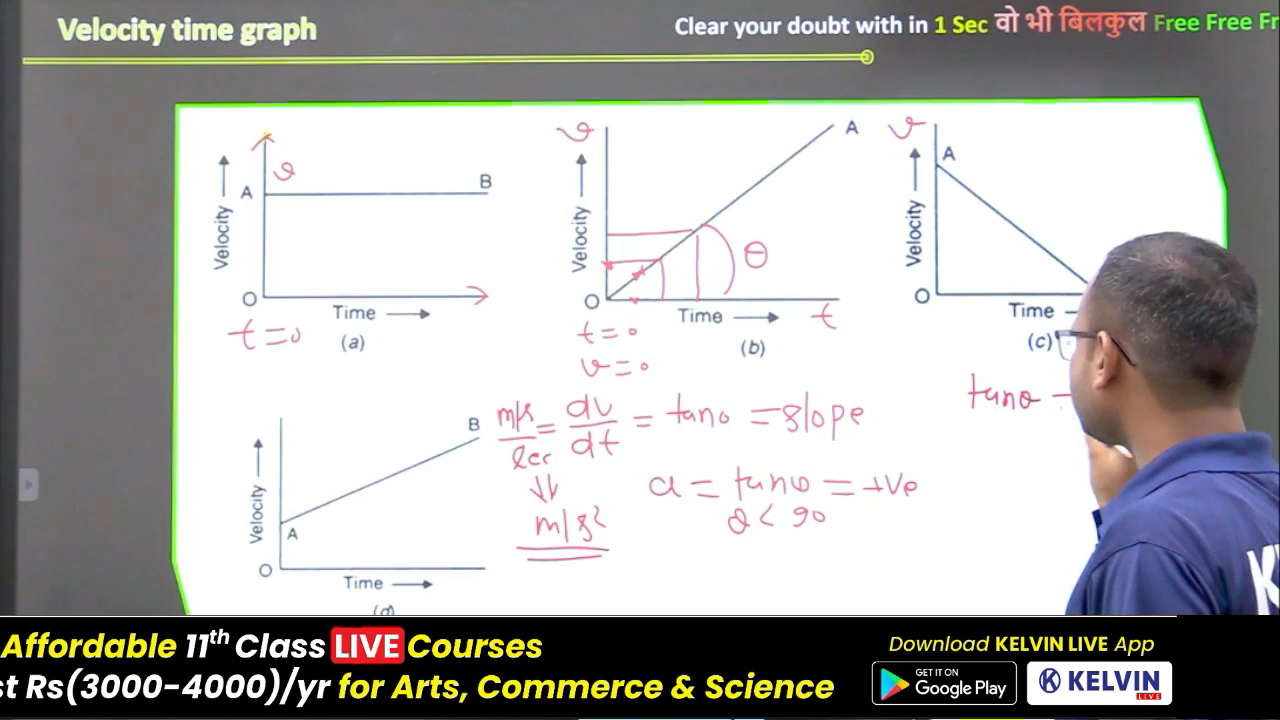 Velocity time graph
Clear your doubt with in 1 Sec वो भी बिलकुल Free Free Fr
v
A
B
Velocity
O
Time
t=0
(a)
v
A
Velocity
θ
O
Time
t
t=0
v=0
(b)
v
A
Velocity
O
Time
(c)
tanθ =
B
Velocity
A
O
Time
m/s
sec
= dv
dt
= tanθ = slope
m/s²
a = tanθ = +ve
θ < 90
Affordable 11th Class LIVE Courses
st Rs(3000-4000)/yr for Arts, Commerce & Science
Download KELVIN LIVE App
GET IT ON
Google Play
KELVIN
LIVE